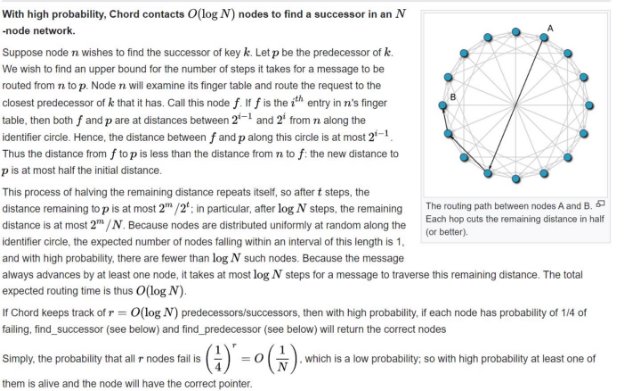 With high probability, Chord contacts O(log N) nodes to find a successor in an N
-node network.
Suppose node n wishes to find the successor of key k. Let p be the predecessor of k.
We wish to find an upper bound for the number of steps it takes for a message to be
routed from n to p. Node n will examine its finger table and route the request to the
closest predecessor of k that it has. Call this node f. If f is the i^th entry in n's finger
table, then both f and p are at distances between 2^{i-1} and 2^i from n along the
identifier circle. Hence, the distance between f and p along this circle is at most 2^{i-1}.
Thus the distance from f to p is less than the distance from n to f: the new distance to
p is at most half the initial distance.
This process of halving the remaining distance repeats itself, so after t steps, the
distance remaining to p is at most 2^m/2^t; in particular, after log N steps, the remaining
distance is at most 2^m/N. Because nodes are distributed uniformly at random along the
identifier circle, the expected number of nodes falling within an interval of this length is 1,
and with high probability, there are fewer than log N such nodes. Because the message
always advances by at least one node, it takes at most log N steps for a message to traverse this remaining distance. The total
expected routing time is thus O(log N).
If Chord keeps track of r = O(log N) predecessors/successors, then with high probability, if each node has probability of 1/4 of
failing, find_successor (see below) and find_predecessor (see below) will return the correct nodes
Simply, the probability that all r nodes fail is (1/4)^r = O(1/N), which is a low probability; so with high probability at least one of
them is alive and the node will have the correct pointer.
A
B
The routing path between nodes A and B.
Each hop cuts the remaining distance in half
(or better).